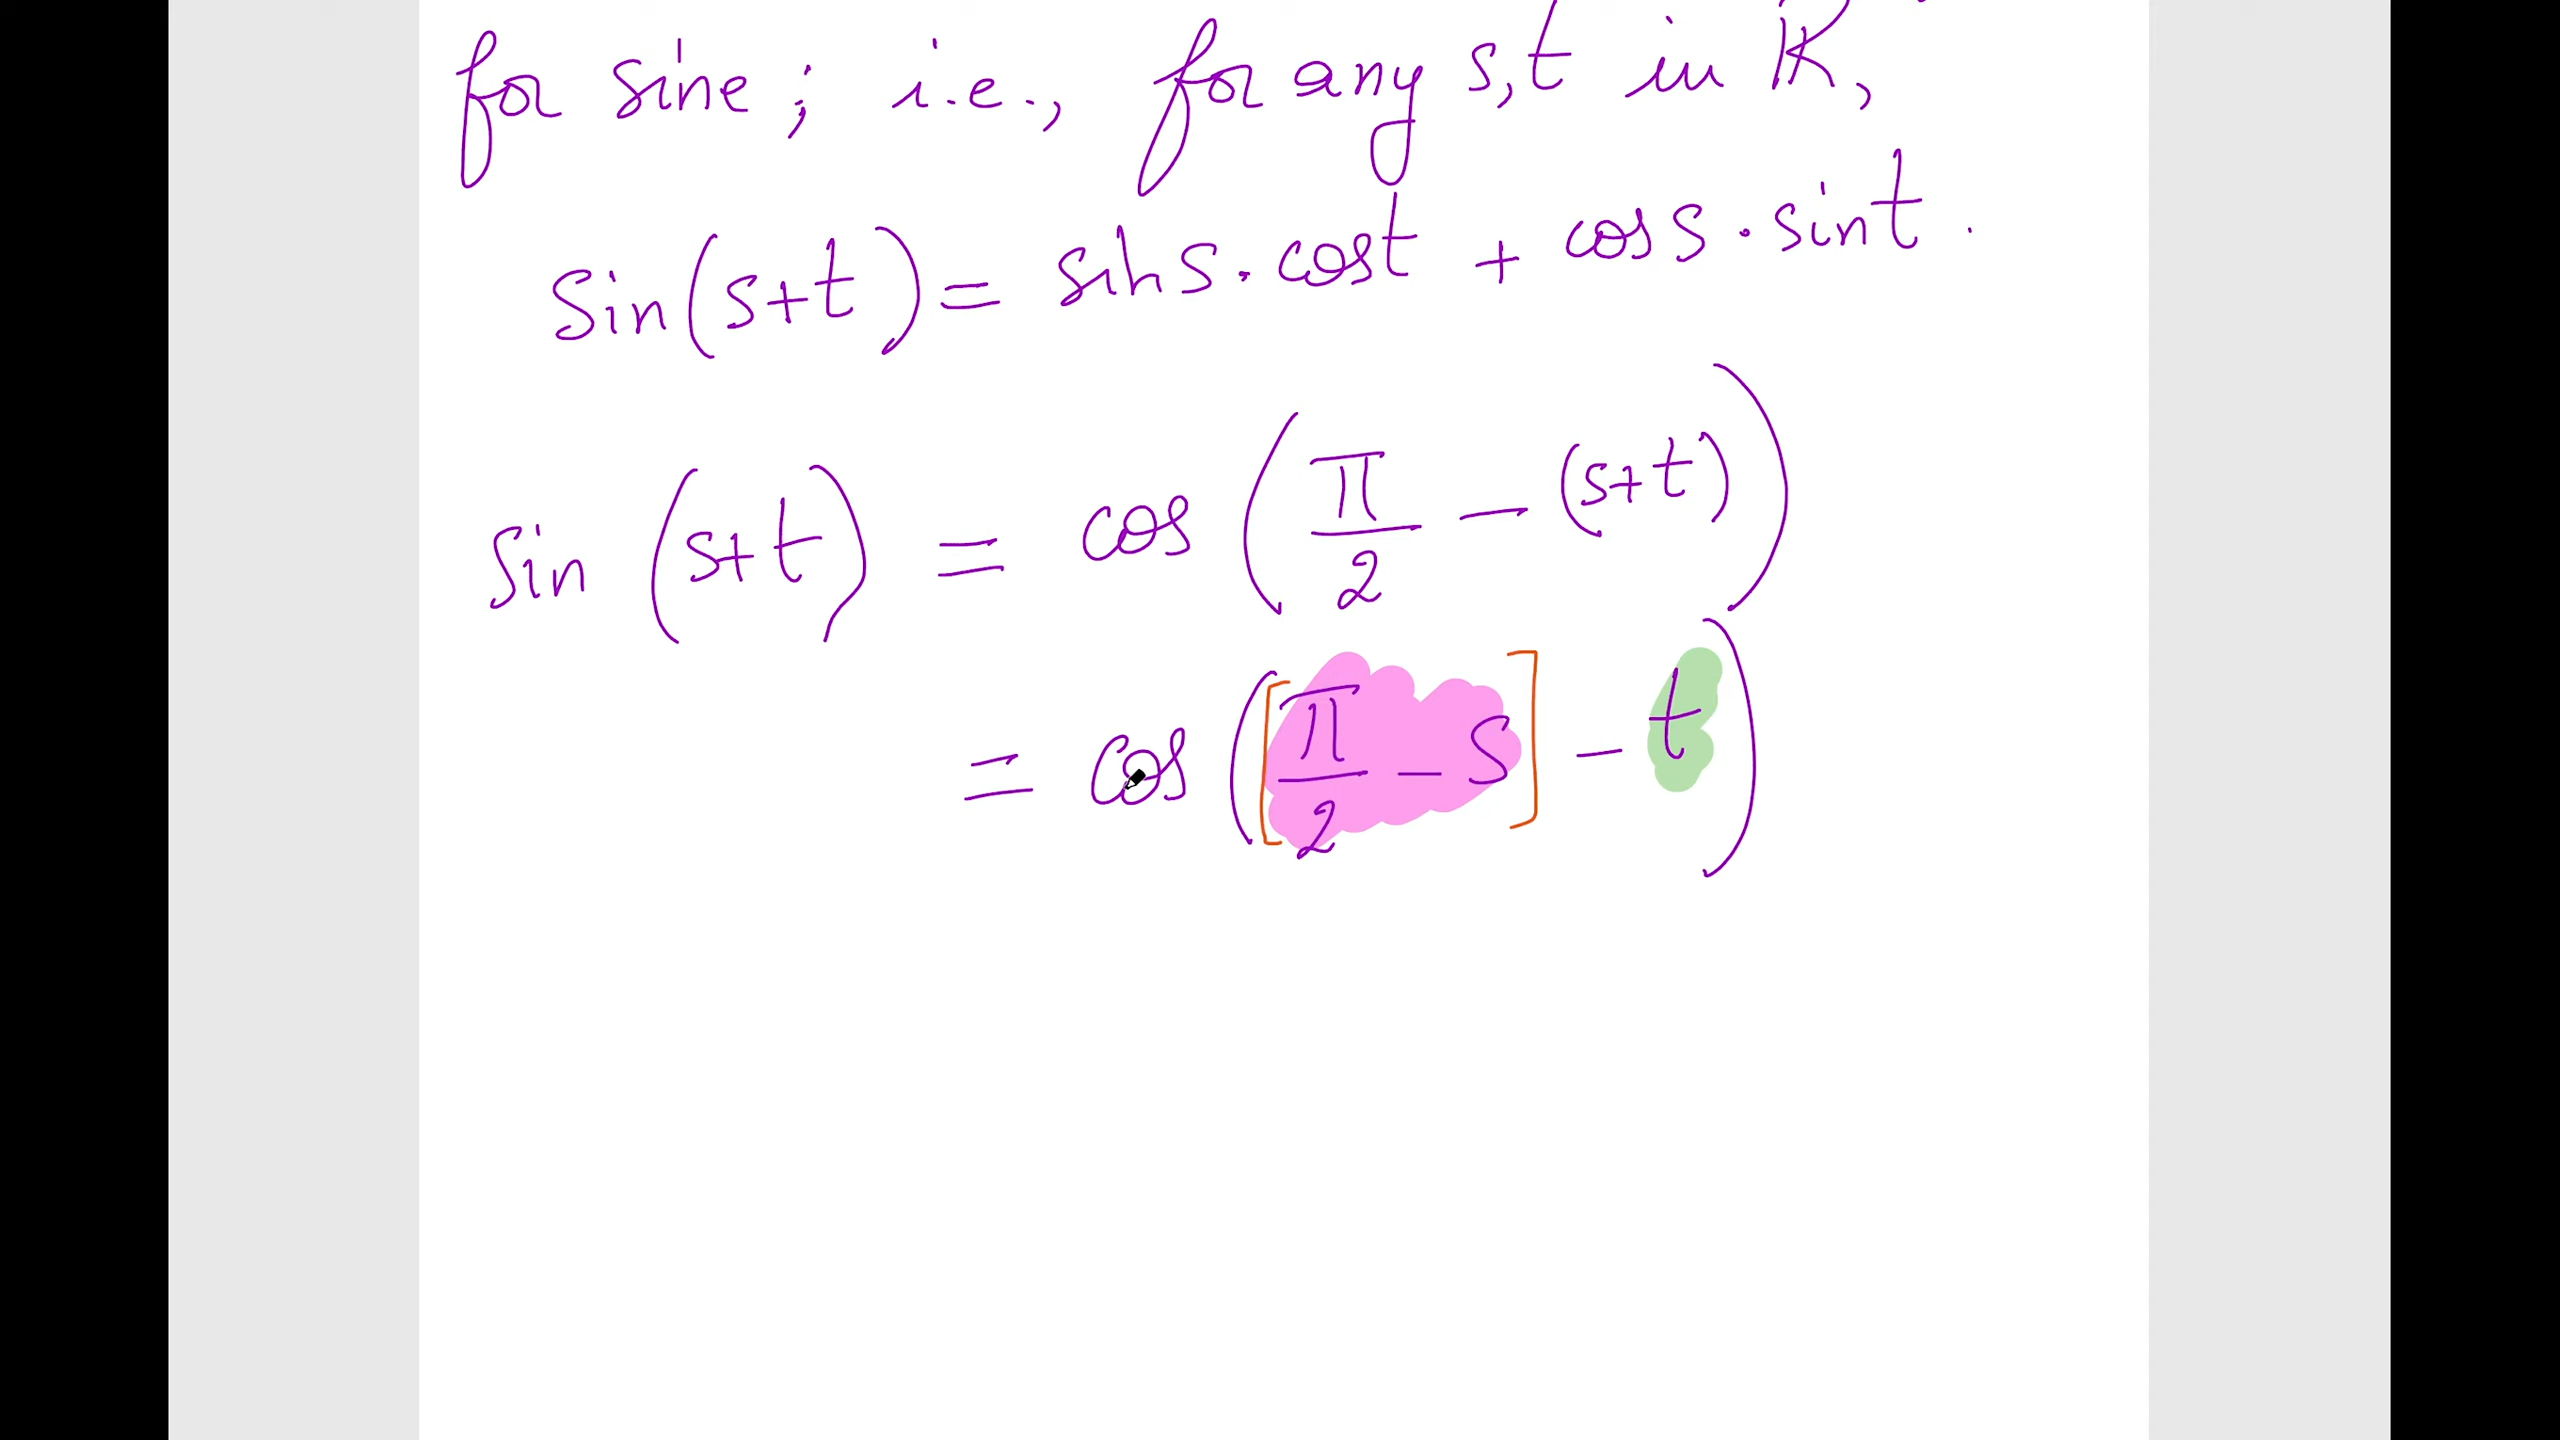 for sine ; i.e., for any s,t in ℝ,
Sin(s+t) = sin s · cos t + cos s · sin t .
Sin (s+t) = cos (π/2 − (s+t))
= cos ([π/2 − s] − t)